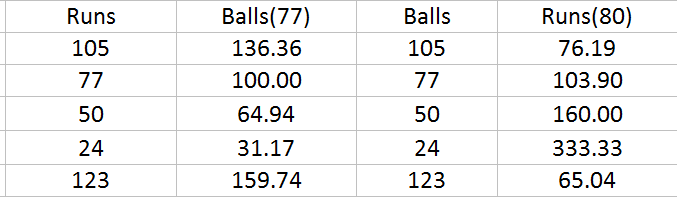 Runs Balls(77) Balls Runs(80)
105 136.36 105 76.19
77 100.00 77 103.90
50 64.94 50 160.00
24 31.17 24 333.33
123 159.74 123 65.04